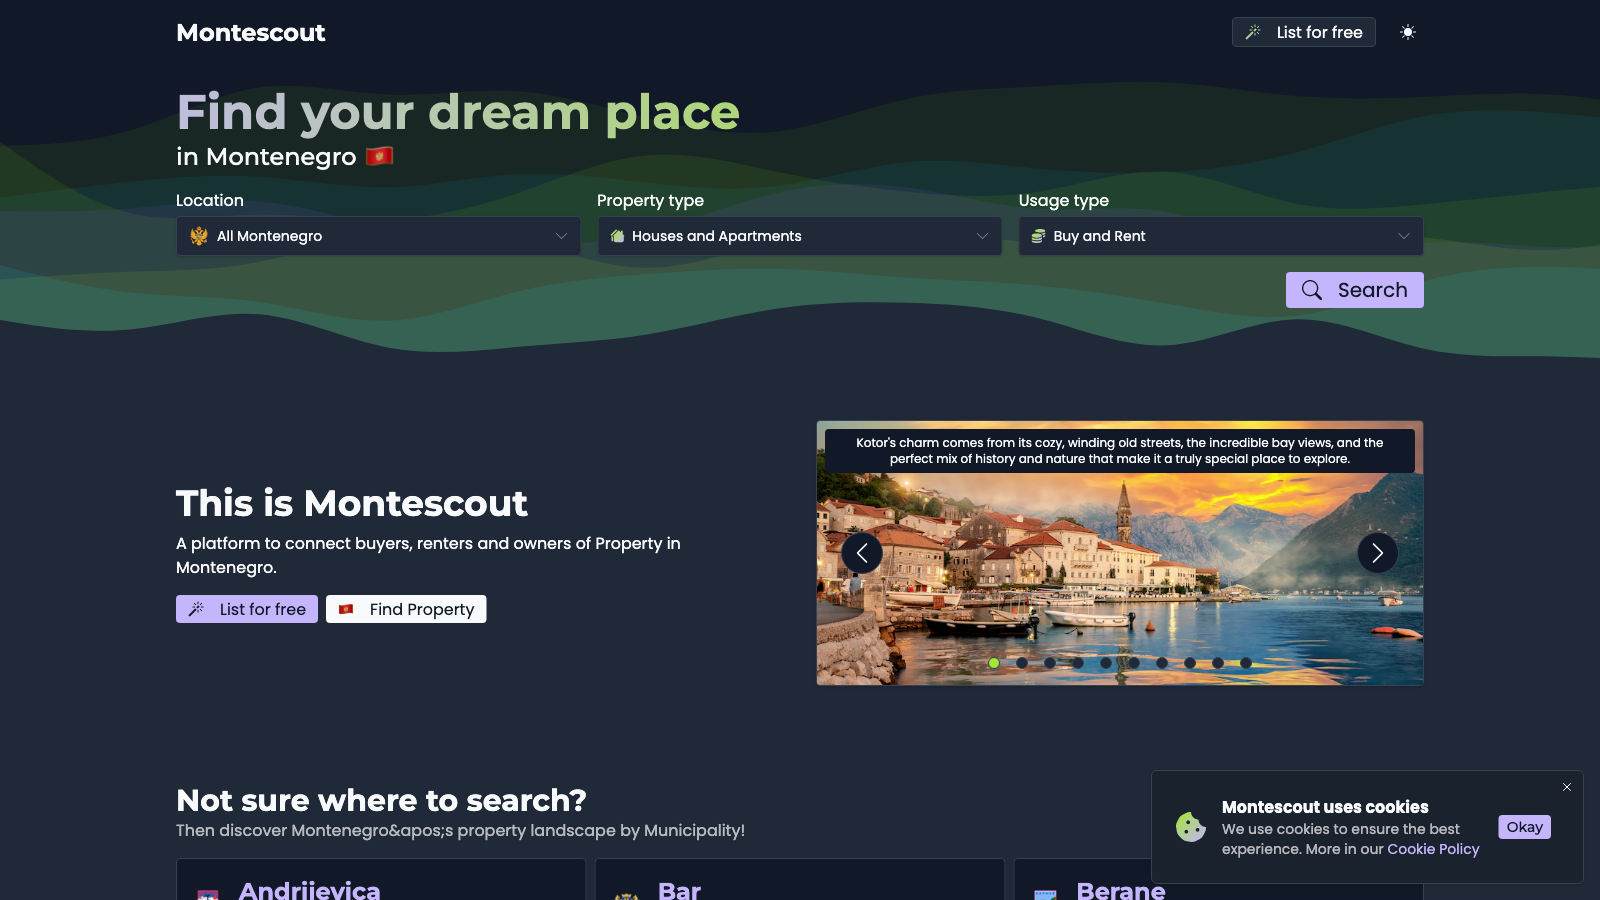 Montescout
List for free
Find your dream place
in Montenegro
Location
Property type
Usage type
All Montenegro
Houses and Apartments
Buy and Rent
Search
Kotor's charm comes from its cozy, winding old streets, the incredible bay views, and the
perfect mix of history and nature that make it a truly special place to explore.
This is Montescout
A platform to connect buyers, renters and owners of Property in
Montenegro.
List for free
Find Property
Not sure where to search?
Then discover Montenegro&apos;s property landscape by Municipality!
Andrijevica
Bar
Berane
Montescout uses cookies
We use cookies to ensure the best
experience. More in our Cookie Policy
Okay